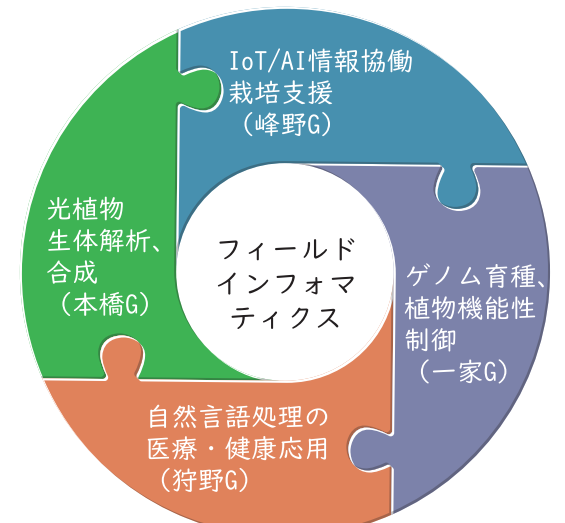 IoT/AI情報協働
栽培支援
（峰野G）
光植物
生体解析、
合成
（本橋G）
フィールド
インフォマ
ティクス
ゲノム育種、
植物機能性
制御
（一家G）
自然言語処理の
医療・健康応用
（狩野G）